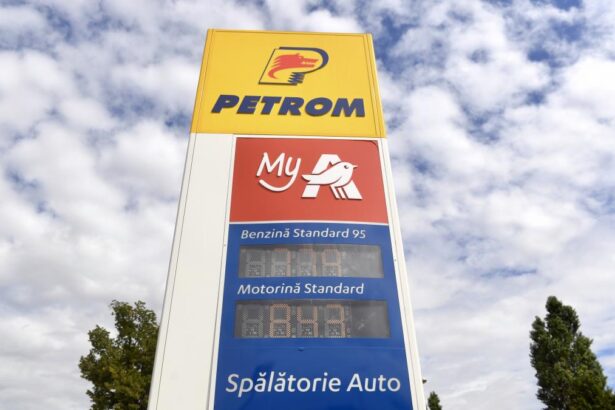 PETROM
My A
Benzină Standard 95
Motorină Standard
Spălătorie Auto